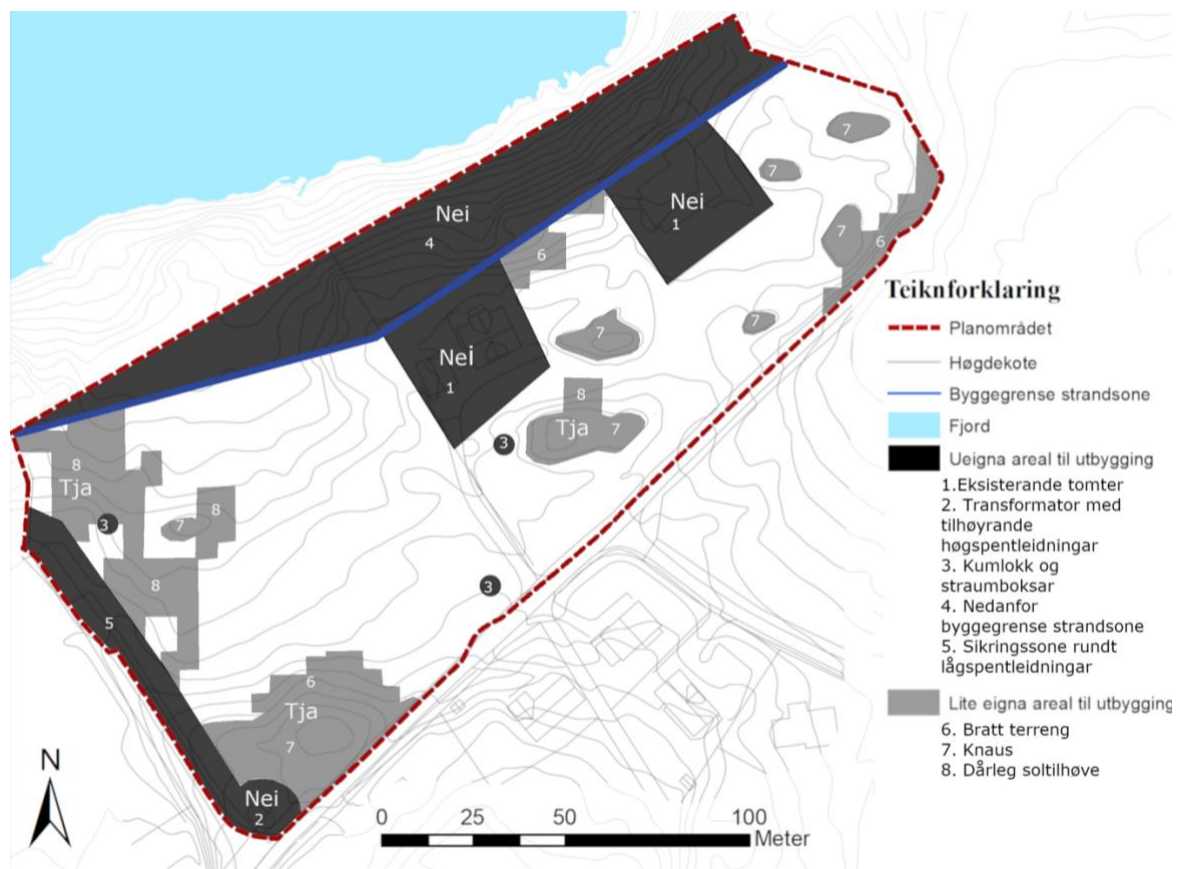 7
7
Nei
1
Nei
4
7
6
6
7
7
Nei
1
8
Tja
7
3
8
Tja
8
7
3
8
3
5
6
Tja
7
Nei
2
N
0 25 50 100
Meter
Teiknforklaring
Planområdet
Høgdekote
Byggegrense strandsone
Fjord
Ueigna areal til utbygging
1.Eksisterande tomter
2. Transformator med
tilhøyrande
høgspentleidningar
3. Kumlokk og
straumboksar
4. Nedanfor
byggegrense strandsone
5. Sikringssone rundt
lågspentleidningar
Lite eigna areal til utbygging
6. Bratt terreng
7. Knaus
8. Dårleg soltilhøve